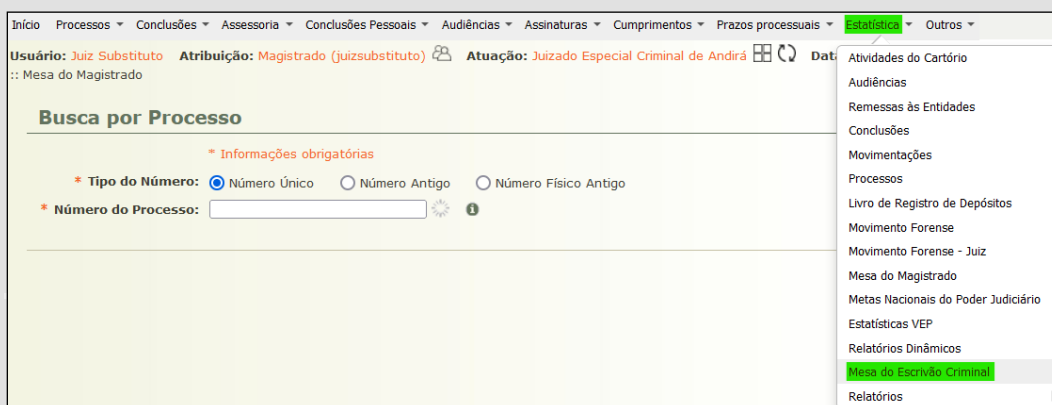 Início Processos Conclusões Assessoria Conclusões Pessoais Audiências Assinaturas Cumprimentos Prazos processuais Estatística Outros
Usuário: Juiz Substituto Atribuição: Magistrado (juizsubstituto) Atuação: Juizado Especial Criminal de Andirá Dat
:: Mesa do Magistrado
Busca por Processo
* Informações obrigatórias
* Tipo do Número: Número Único Número Antigo Número Físico Antigo
* Número do Processo:
Atividades do Cartório
Audiências
Remessas às Entidades
Conclusões
Movimentações
Processos
Livro de Registro de Depósitos
Movimento Forense
Movimento Forense - Juiz
Mesa do Magistrado
Metas Nacionais do Poder Judiciário
Estatísticas VEP
Relatórios Dinâmicos
Mesa do Escrivão Criminal
Relatórios